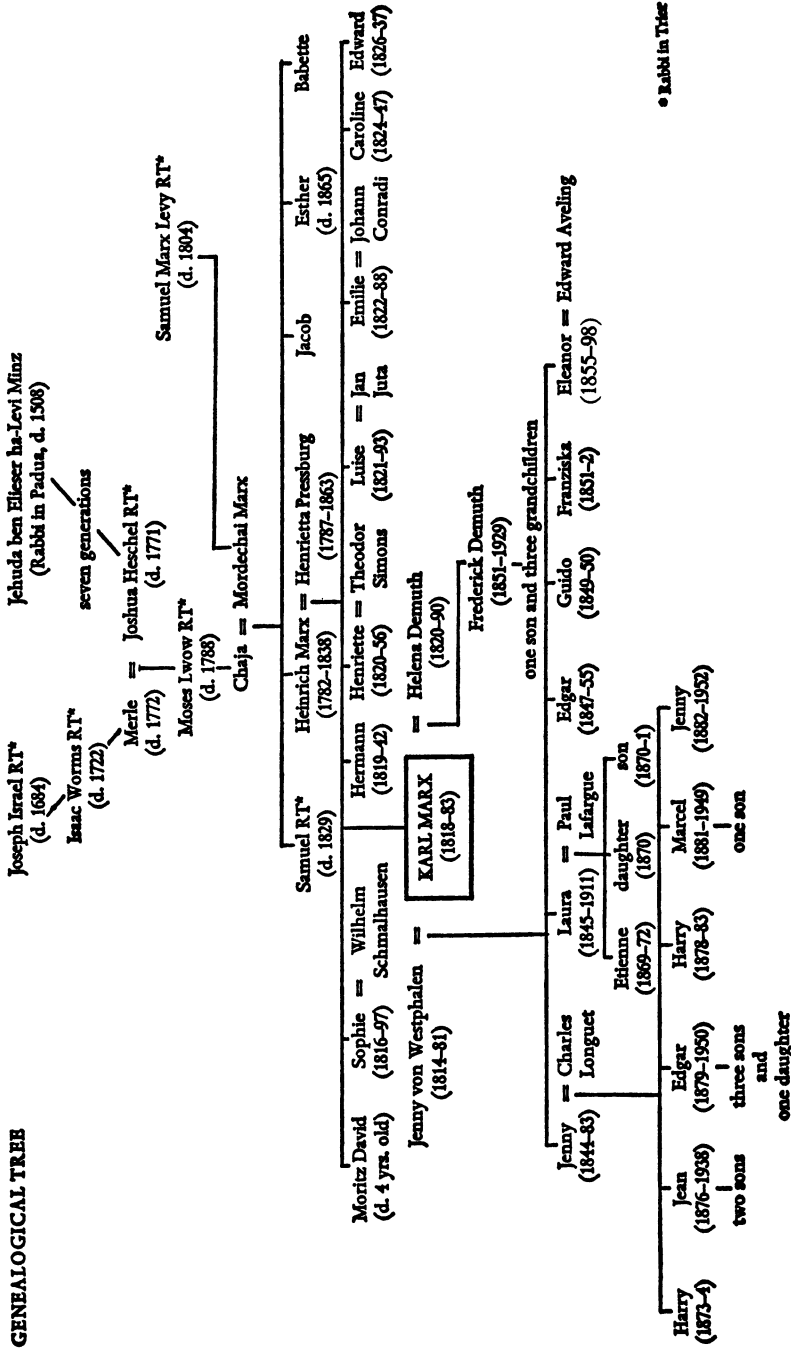 GENEALOGICAL TREE
Joseph Israel RT*
(d. 1684)
Isaac Worms RT*
(d. 1722)
Jehuda ben Elieser ha-Levi Minz
(Rabbi in Padua, d. 1508)
seven generations
Merle = Joshua Heschel RT*
(d. 1772) (d. 1771)
Moses Lwow RT*
(d. 1788)
Samuel Marx Levy RT*
(d. 1804)
Chaja = Mordechai Marx
Samuel RT* Heinrich Marx = Henrietta Pressburg Jacob Esther Babette
(d. 1829) (1782–1838) (1787–1863) (d. 1865)
Moritz David Sophie = Wilhelm Hermann Henriette = Theodor Luise = Jan Emilie = Johann Caroline Edward
(d. 4 yrs. old) (1816–97) Schmalhausen (1819–42) (1820–56) Simons (1821–93) Juta (1822–88) Conradi (1824–47) (1826–37)
Jenny von Westphalen = KARL MARX = Helena Demuth
(1814–81) (1818–83) (1820–90)
Frederick Demuth
(1851–1929)
one son and three grandchildren
Jenny = Charles Laura = Paul Edgar Guido Franziska Eleanor = Edward Aveling
(1844–83) Longuet (1845–1911) Lafargue (1847–55) (1849–50) (1851–2) (1855–98)
Etienne daughter son
(1869–72) (1870) (1870–1)
Harry Jean Edgar Harry Marcel Jenny
(1873–4) (1876–1938) (1879–1950) (1878–83) (1881–1949) (1882–1952)
two sons three sons one son
and
one daughter
* Rabbi in Trier